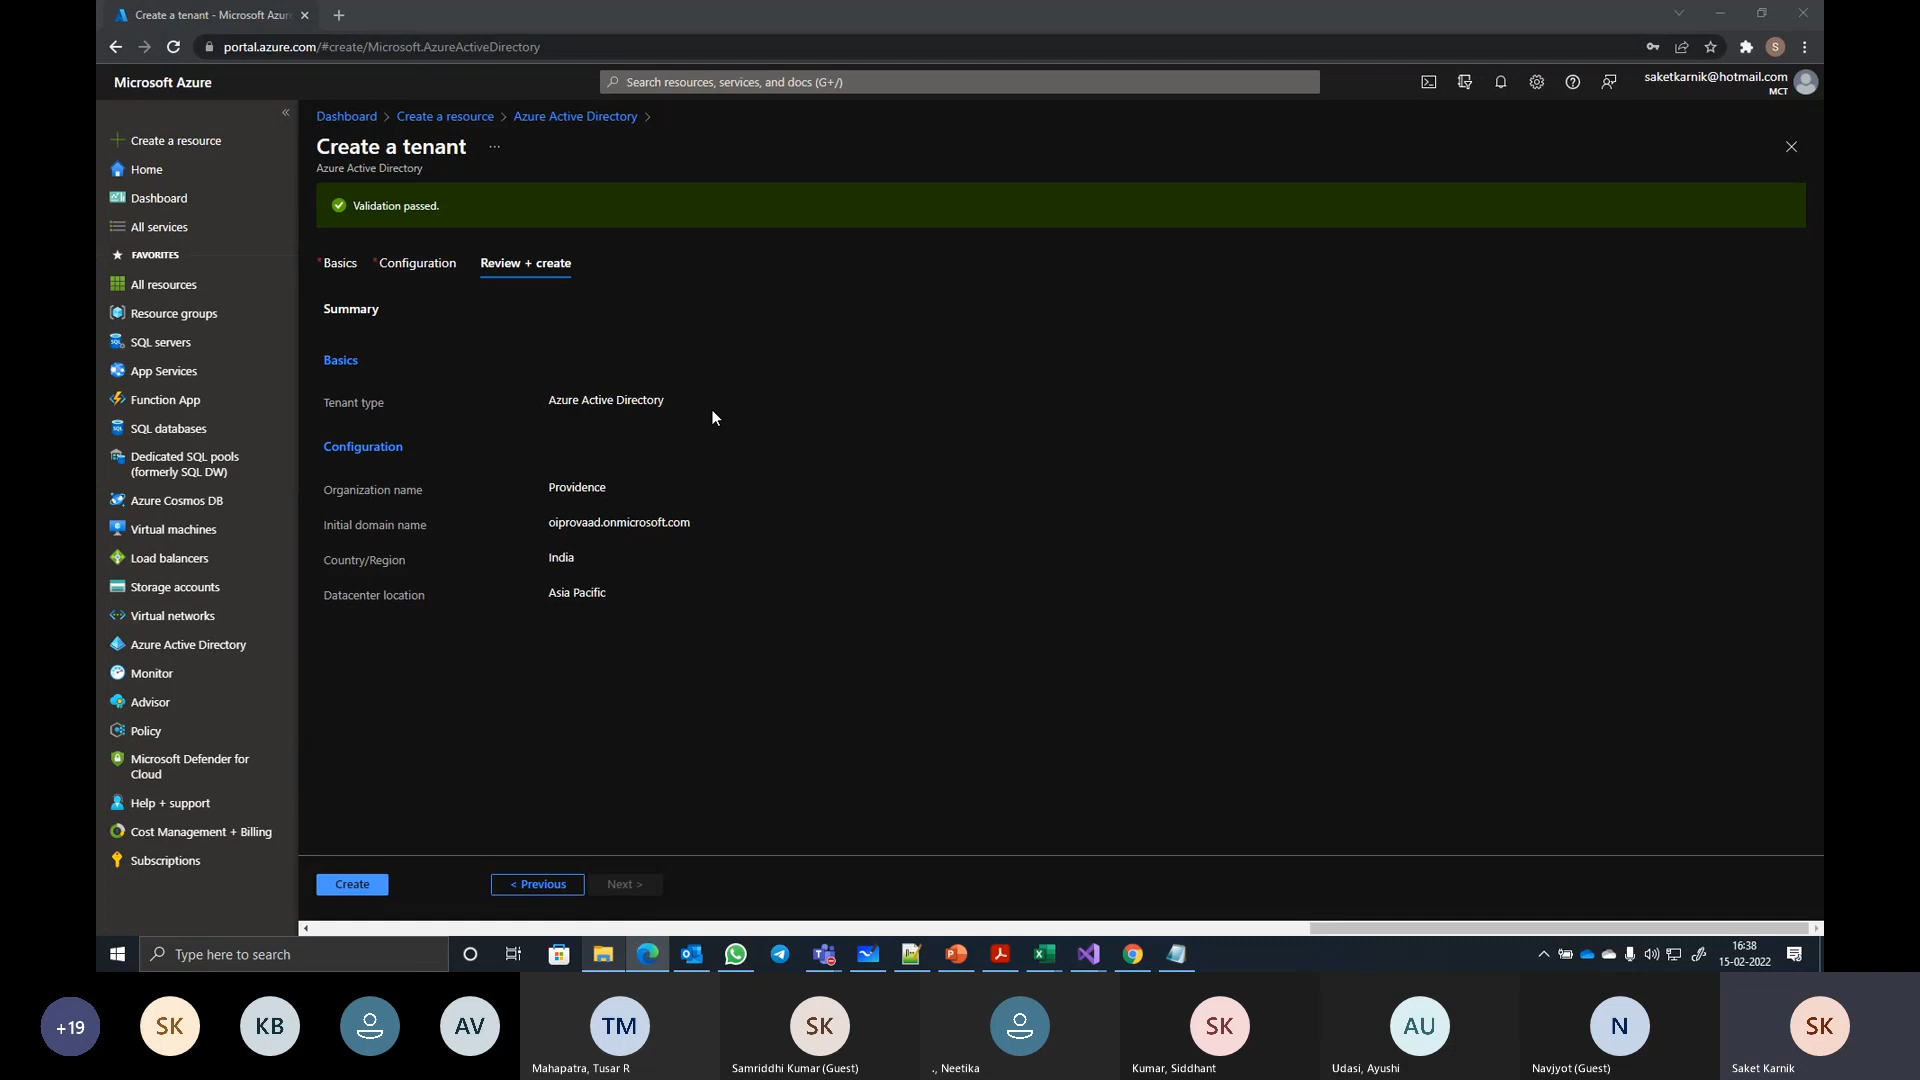 Create a tenant - Microsoft Azur
portal.azure.com/#create/Microsoft.AzureActiveDirectory
S
Microsoft Azure
Search resources, services, and docs (G+/)
saketkarnik@hotmail.com
MCT
Create a resource
Home
Dashboard
All services
FAVORITES
All resources
Resource groups
SQL servers
App Services
Function App
SQL databases
Dedicated SQL pools
(formerly SQL DW)
Azure Cosmos DB
Virtual machines
Load balancers
Storage accounts
Virtual networks
Azure Active Directory
Monitor
Advisor
Policy
Microsoft Defender for
Cloud
Help + support
Cost Management + Billing
Subscriptions
Dashboard > Create a resource > Azure Active Directory >
Create a tenant ...
Azure Active Directory
Validation passed.
* Basics * Configuration Review + create
Summary
Basics
Tenant type Azure Active Directory
Configuration
Organization name Providence
Initial domain name oiprovaad.onmicrosoft.com
Country/Region India
Datacenter location Asia Pacific
Create < Previous Next >
Type here to search
16:38
15-02-2022
+19 SK KB AV TM SK SK AU N SK
Mahapatra, Tusar R Samriddhi Kumar (Guest) ., Neetika Kumar, Siddhant Udasi, Ayushi Navjyot (Guest) Saket Karnik